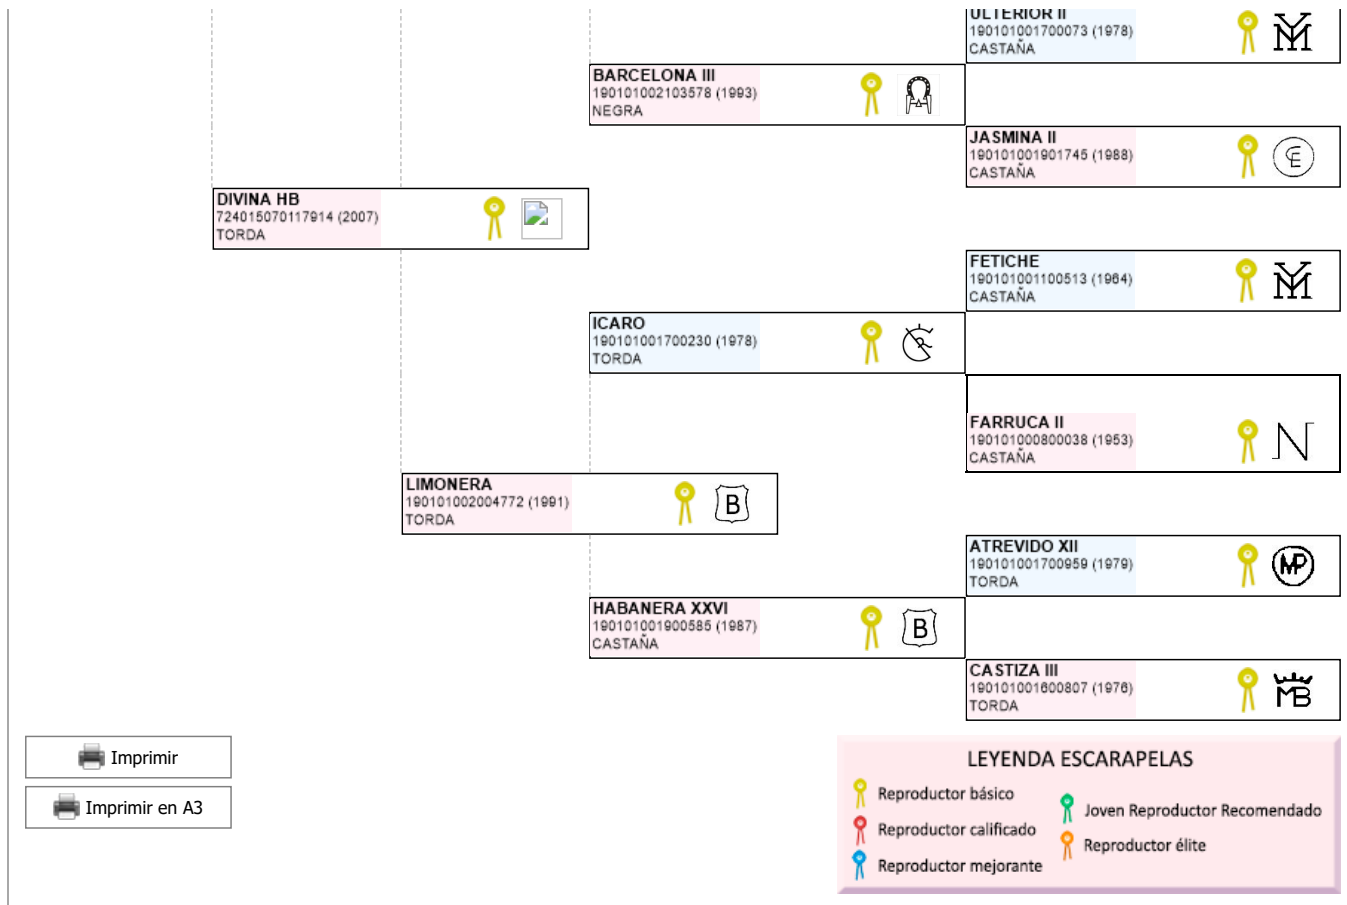 ULTERIOR II
190101001700073 (1978)
CASTAÑA
BARCELONA III
190101002103578 (1993)
NEGRA
JASMINA II
190101001901745 (1988)
CASTAÑA
DIVINA HB
724015070117914 (2007)
TORDA
FETICHE
190101001100513 (1964)
CASTAÑA
ICARO
190101001700230 (1978)
TORDA
FARRUCA II
190101000800038 (1953)
CASTAÑA
LIMONERA
190101002004772 (1991)
TORDA
B
ATREVIDO XII
190101001700959 (1979)
TORDA
MP
HABANERA XXVI
190101001900585 (1987)
CASTAÑA
B
CASTIZA III
190101001600807 (1976)
TORDA
MB
Imprimir
Imprimir en A3
LEYENDA ESCARAPELAS
Reproductor básico
Reproductor calificado
Reproductor mejorante
Joven Reproductor Recomendado
Reproductor élite